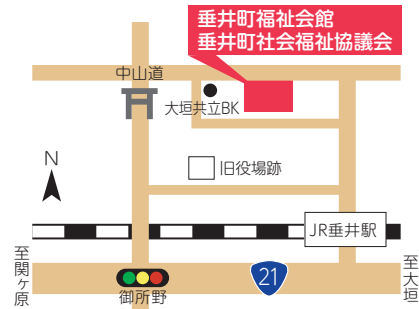 垂井町福祉会館
垂井町社会福祉協議会
中山道
大垣共立BK
N
旧役場跡
JR垂井駅
至関ヶ原
至大垣
21
御所野